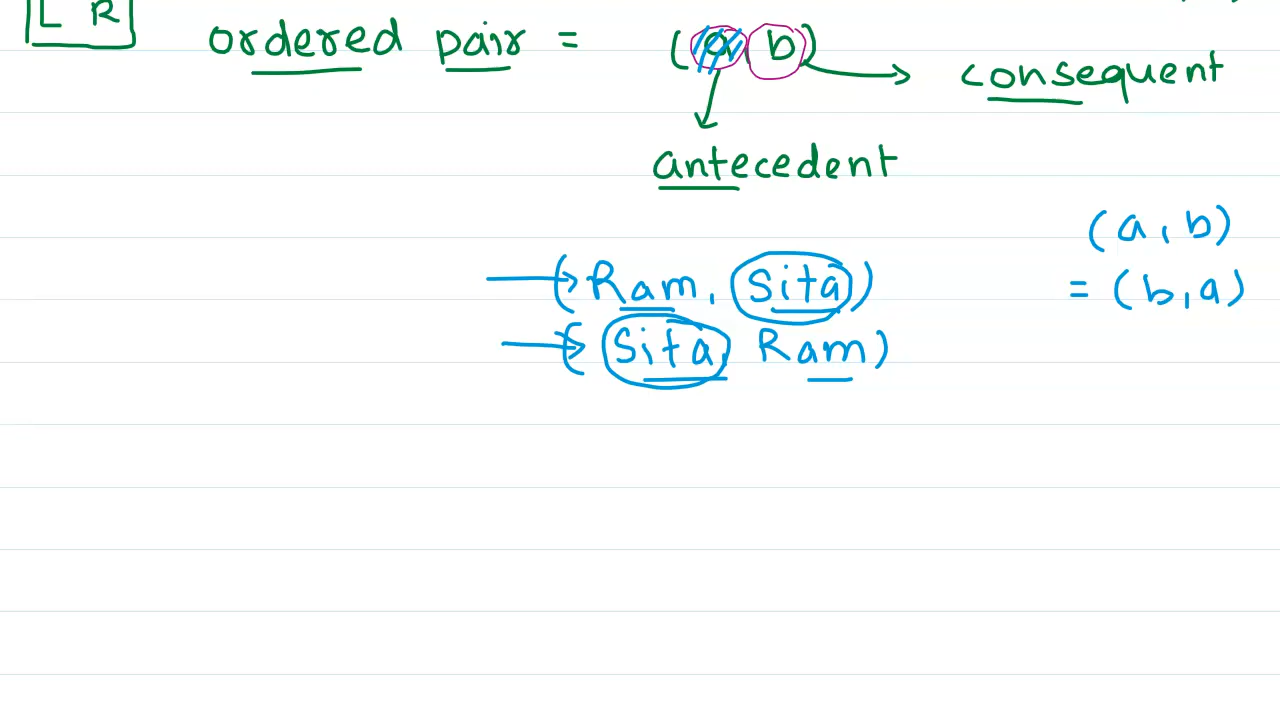 L R
ordered pair = (a, b)
consequent
antecedent
(a, b)
(Ram, Sita)
= (b, a)
(Sita, Ram)